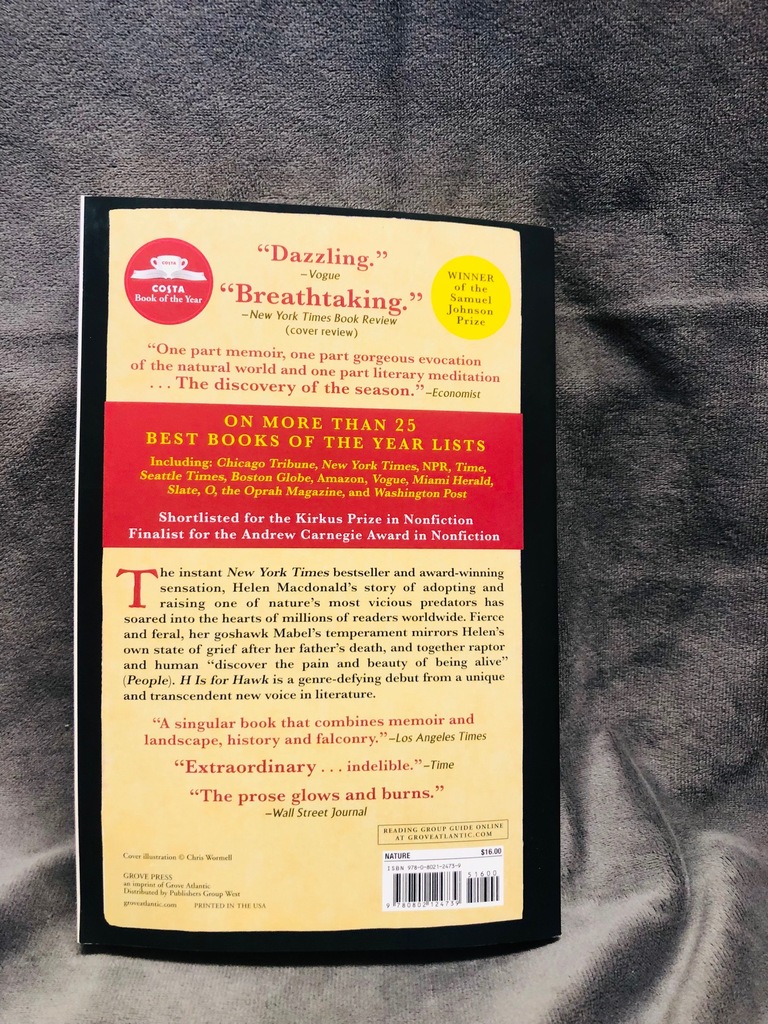 COSTA
COSTA
Book of the Year
“Dazzling.”
–Vogue
“Breathtaking.”
–New York Times Book Review
(cover review)
WINNER
of the
Samuel
Johnson
Prize
“One part memoir, one part gorgeous evocation
of the natural world and one part literary meditation
. . . The discovery of the season.”–Economist
ON MORE THAN 25
BEST BOOKS OF THE YEAR LISTS
Including: Chicago Tribune, New York Times, NPR, Time,
Seattle Times, Boston Globe, Amazon, Vogue, Miami Herald,
Slate, O, the Oprah Magazine, and Washington Post
Shortlisted for the Kirkus Prize in Nonfiction
Finalist for the Andrew Carnegie Award in Nonfiction
The instant New York Times bestseller and award-winning
sensation, Helen Macdonald’s story of adopting and
raising one of nature’s most vicious predators has
soared into the hearts of millions of readers worldwide. Fierce
and feral, her goshawk Mabel’s temperament mirrors Helen’s
own state of grief after her father’s death, and together raptor
and human “discover the pain and beauty of being alive”
(People). H Is for Hawk is a genre-defying debut from a unique
and transcendent new voice in literature.
“A singular book that combines memoir and
landscape, history and falconry.”–Los Angeles Times
“Extraordinary . . . indelible.”–Time
“The prose glows and burns.”
–Wall Street Journal
READING GROUP GUIDE ONLINE
AT GROVEATLANTIC.COM
Cover illustration © Chris Wormell
GROVE PRESS
an imprint of Grove Atlantic
Distributed by Publishers Group West
groveatlantic.com PRINTED IN THE USA
NATURE $16.00
ISBN 978-0-8021-2473-9
51600
9 780802 124739